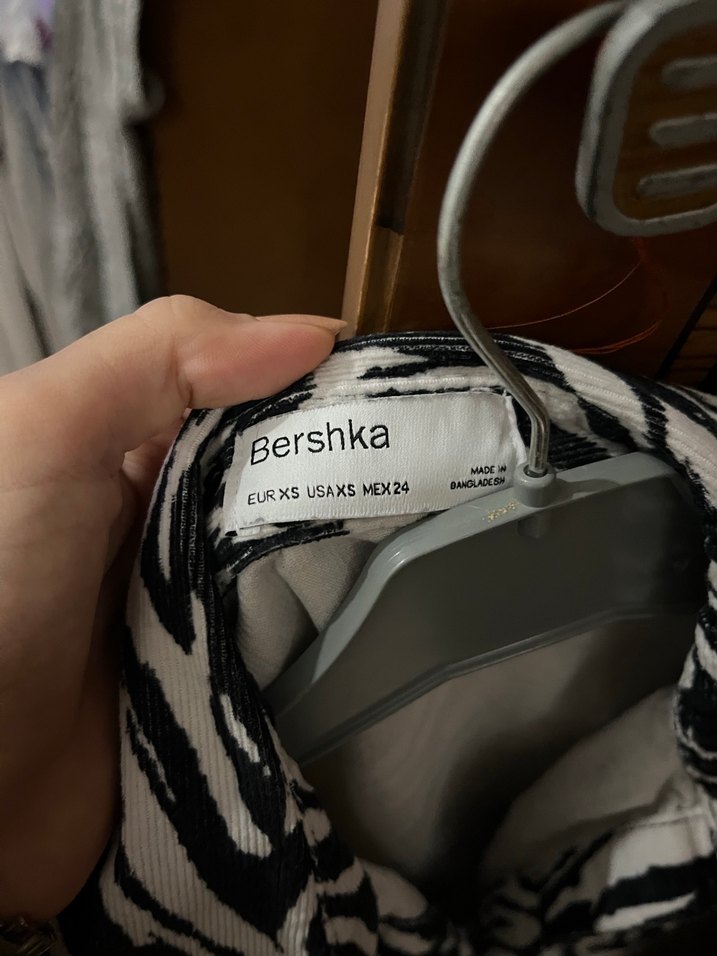 Bershka
EUR XS USA XS MEX 24
MADE IN
BANGLADESH